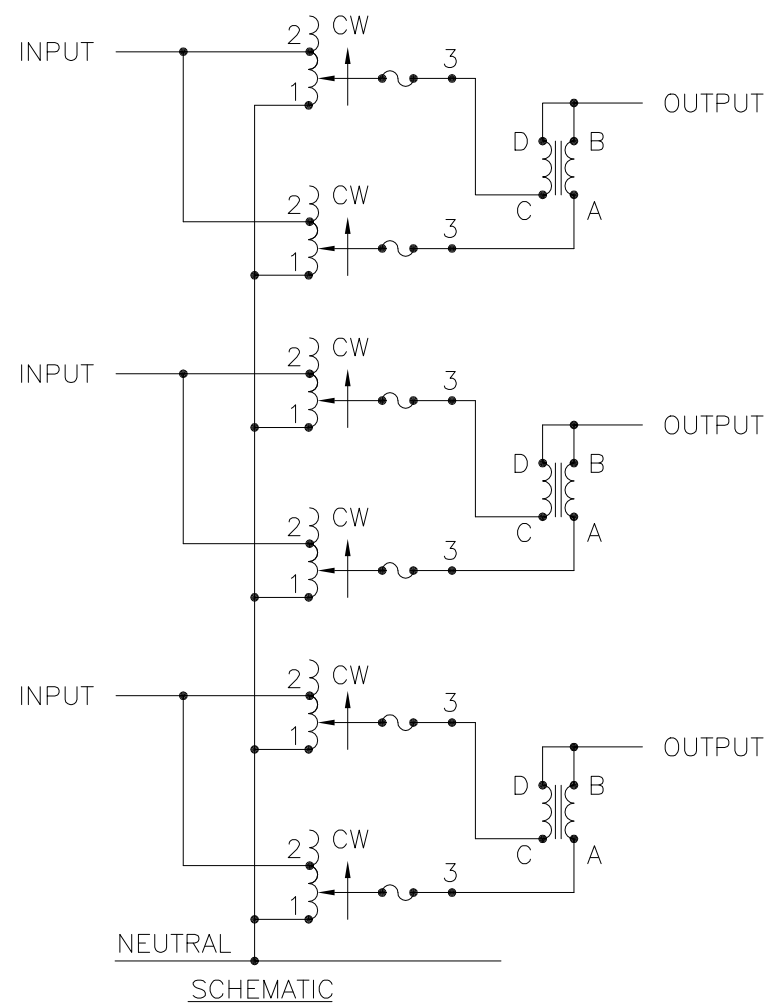 INPUT
2 CW
3
1
OUTPUT
D B
C A
2 CW
3
1
INPUT
2 CW
3
1
OUTPUT
D B
C A
2 CW
3
1
INPUT
2 CW
3
1
OUTPUT
D B
C A
2 CW
3
1
NEUTRAL
SCHEMATIC